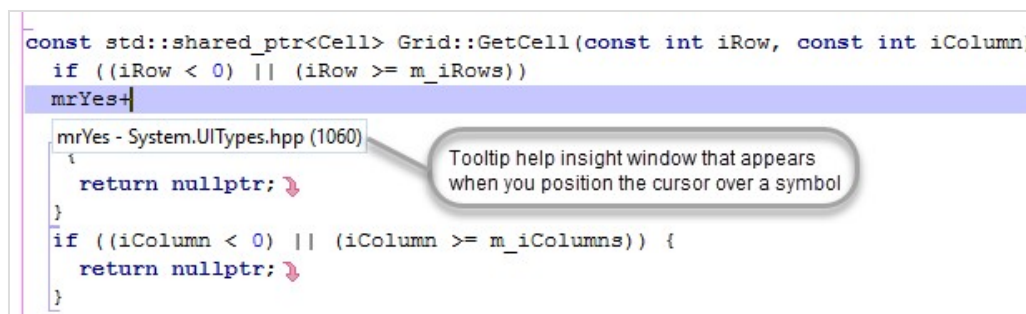 const std::shared_ptr<Cell> Grid::GetCell(const int iRow, const int iColumn)
if ((iRow < 0) || (iRow >= m_iRows))
mrYes+
mrYes - System.UITypes.hpp (1060)
Tooltip help insight window that appears
when you position the cursor over a symbol
{
return nullptr;
}
if ((iColumn < 0) || (iColumn >= m_iColumns)) {
return nullptr;
}